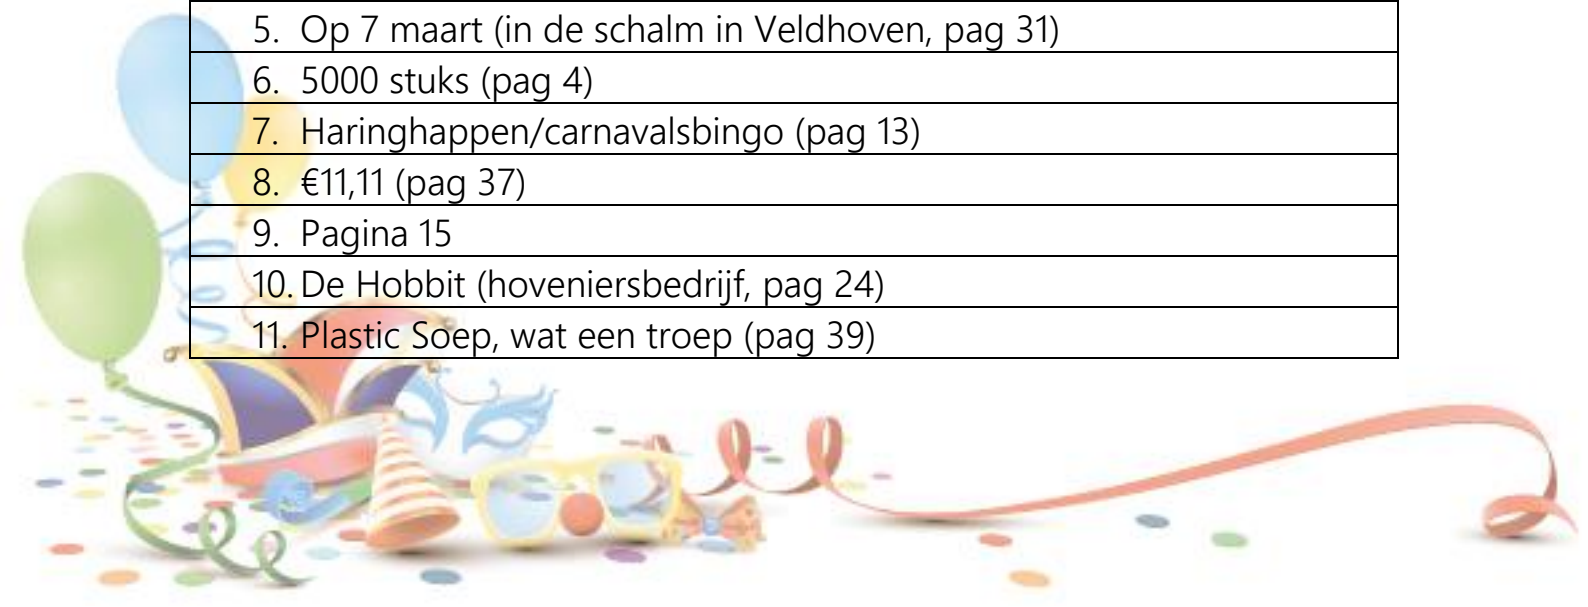 5. Op 7 maart (in de schalm in Veldhoven, pag 31)
6. 5000 stuks (pag 4)
7. Haringhappen/carnavalsbingo (pag 13)
8. €11,11 (pag 37)
9. Pagina 15
10. De Hobbit (hoveniersbedrijf, pag 24)
11. Plastic Soep, wat een troep (pag 39)